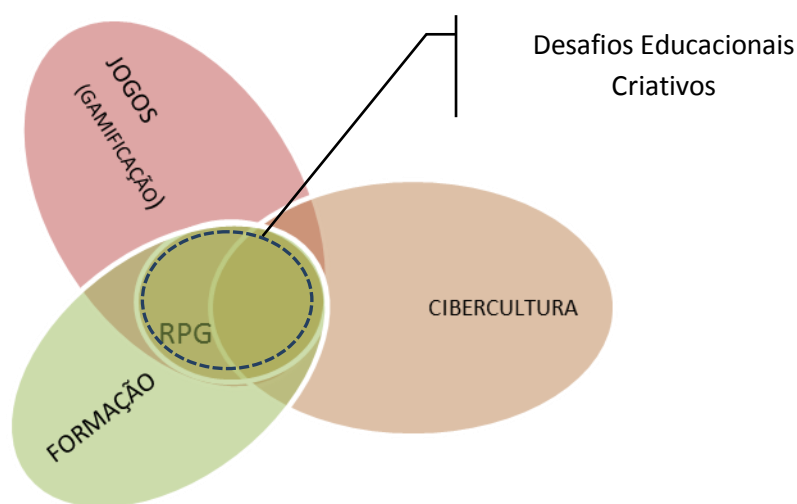 Desafios Educacionais
Criativos
JOGOS
(GAMIFICAÇÃO)
CIBERCULTURA
RPG
FORMAÇÃO